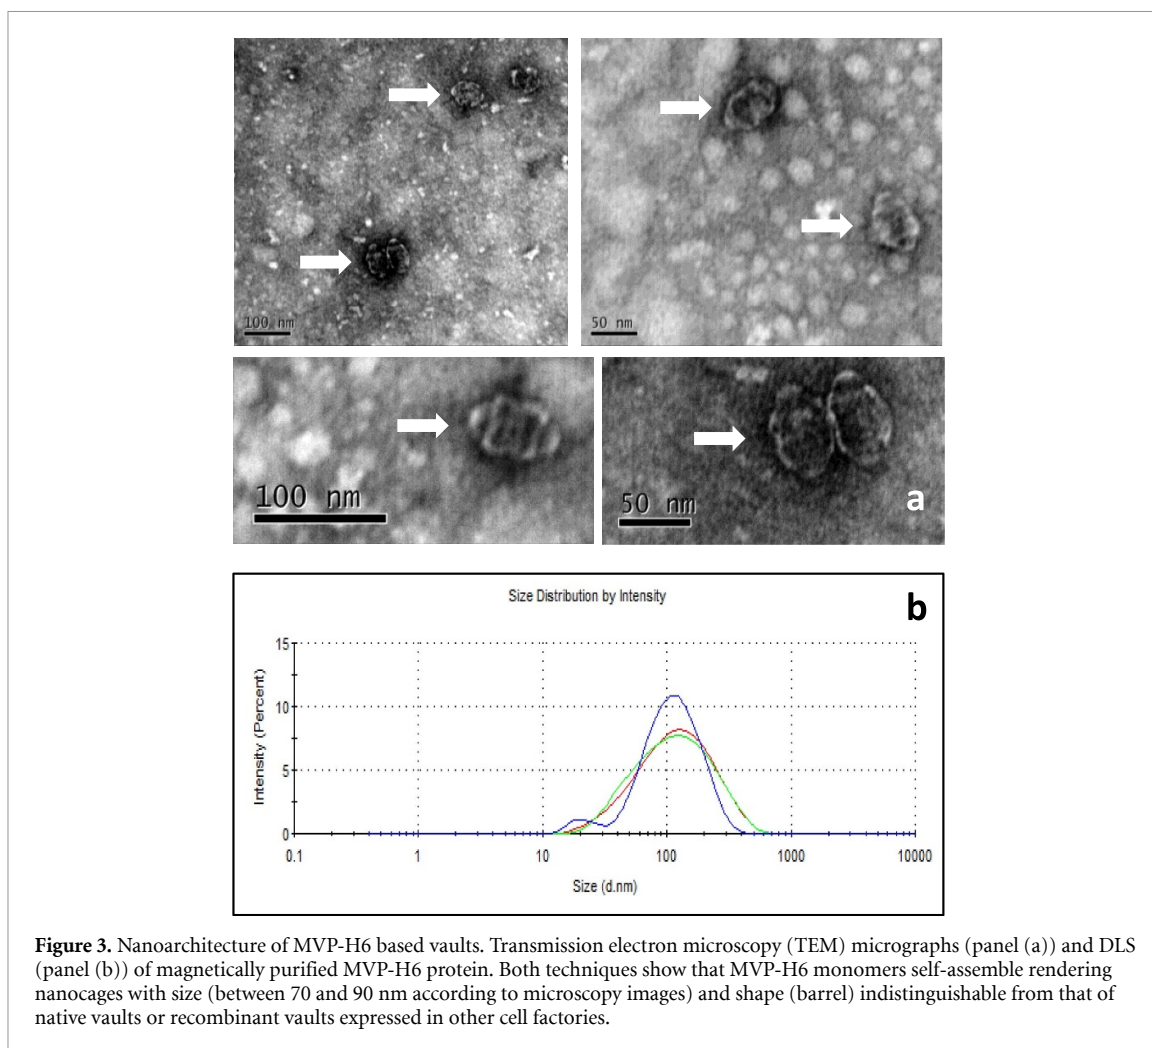 100 nm
50 nm
100 nm
50 nm
a
b
Size Distribution by Intensity
15
10
5
0
Intensity (Percent)
0.1 1 10 100 1000 10000
Size (d.nm)
Figure 3. Nanoarchitecture of MVP-H6 based vaults. Transmission electron microscopy (TEM) micrographs (panel (a)) and DLS
(panel (b)) of magnetically purified MVP-H6 protein. Both techniques show that MVP-H6 monomers self-assemble rendering
nanocages with size (between 70 and 90 nm according to microscopy images) and shape (barrel) indistinguishable from that of
native vaults or recombinant vaults expressed in other cell factories.